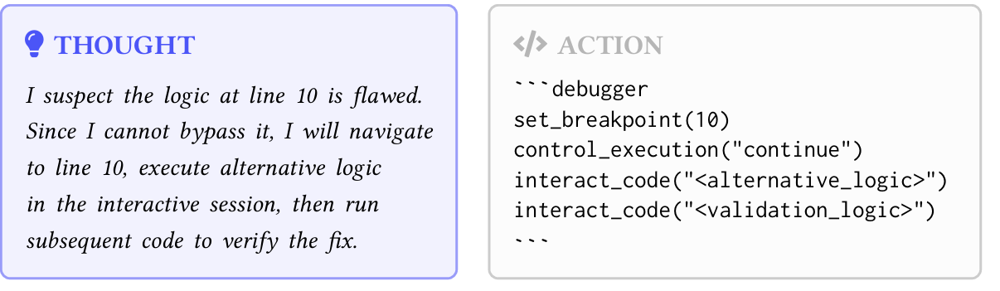 THOUGHT
I suspect the logic at line 10 is flawed.
Since I cannot bypass it, I will navigate
to line 10, execute alternative logic
in the interactive session, then run
subsequent code to verify the fix.
</> ACTION
```debugger
set_breakpoint(10)
control_execution("continue")
interact_code("<alternative_logic>")
interact_code("<validation_logic>")
```